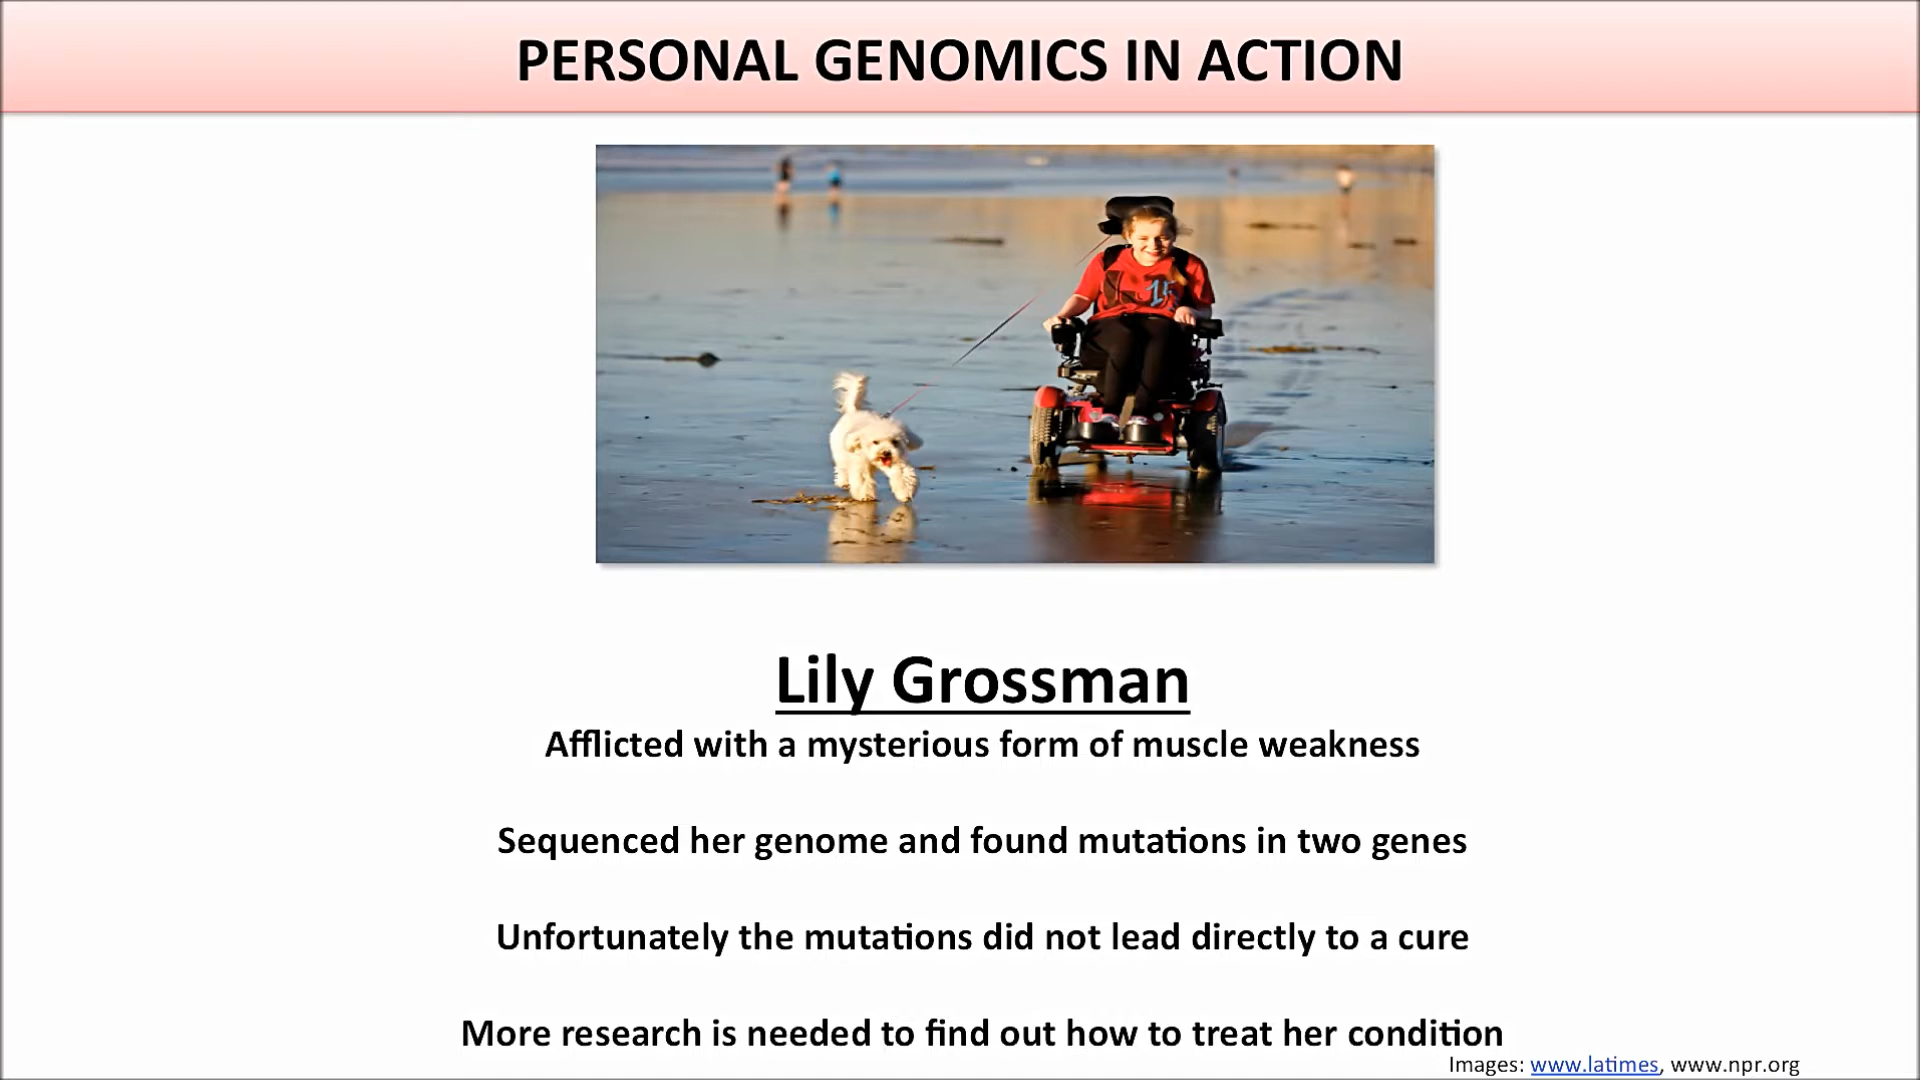 PERSONAL GENOMICS IN ACTION
15
Lily Grossman
Afflicted with a mysterious form of muscle weakness
Sequenced her genome and found mutations in two genes
Unfortunately the mutations did not lead directly to a cure
More research is needed to find out how to treat her condition
Images: www.latimes, www.npr.org